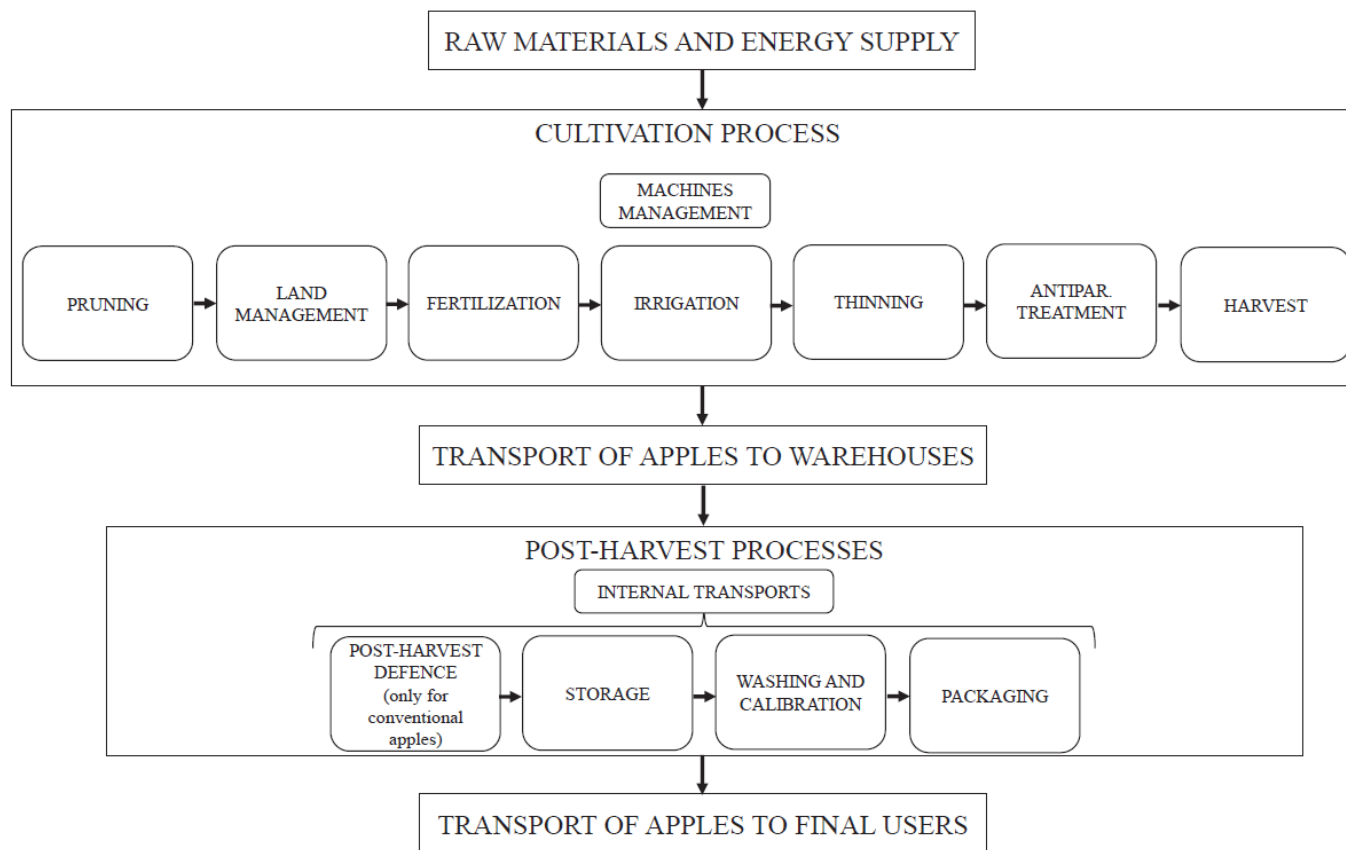 RAW MATERIALS AND ENERGY SUPPLY
CULTIVATION PROCESS
MACHINES
MANAGEMENT
PRUNING
LAND
MANAGEMENT
FERTILIZATION
IRRIGATION
THINNING
ANTIPAR.
TREATMENT
HARVEST
TRANSPORT OF APPLES TO WAREHOUSES
POST-HARVEST PROCESSES
INTERNAL TRANSPORTS
POST-HARVEST
DEFENCE
(only for
conventional
apples)
STORAGE
WASHING AND
CALIBRATION
PACKAGING
TRANSPORT OF APPLES TO FINAL USERS